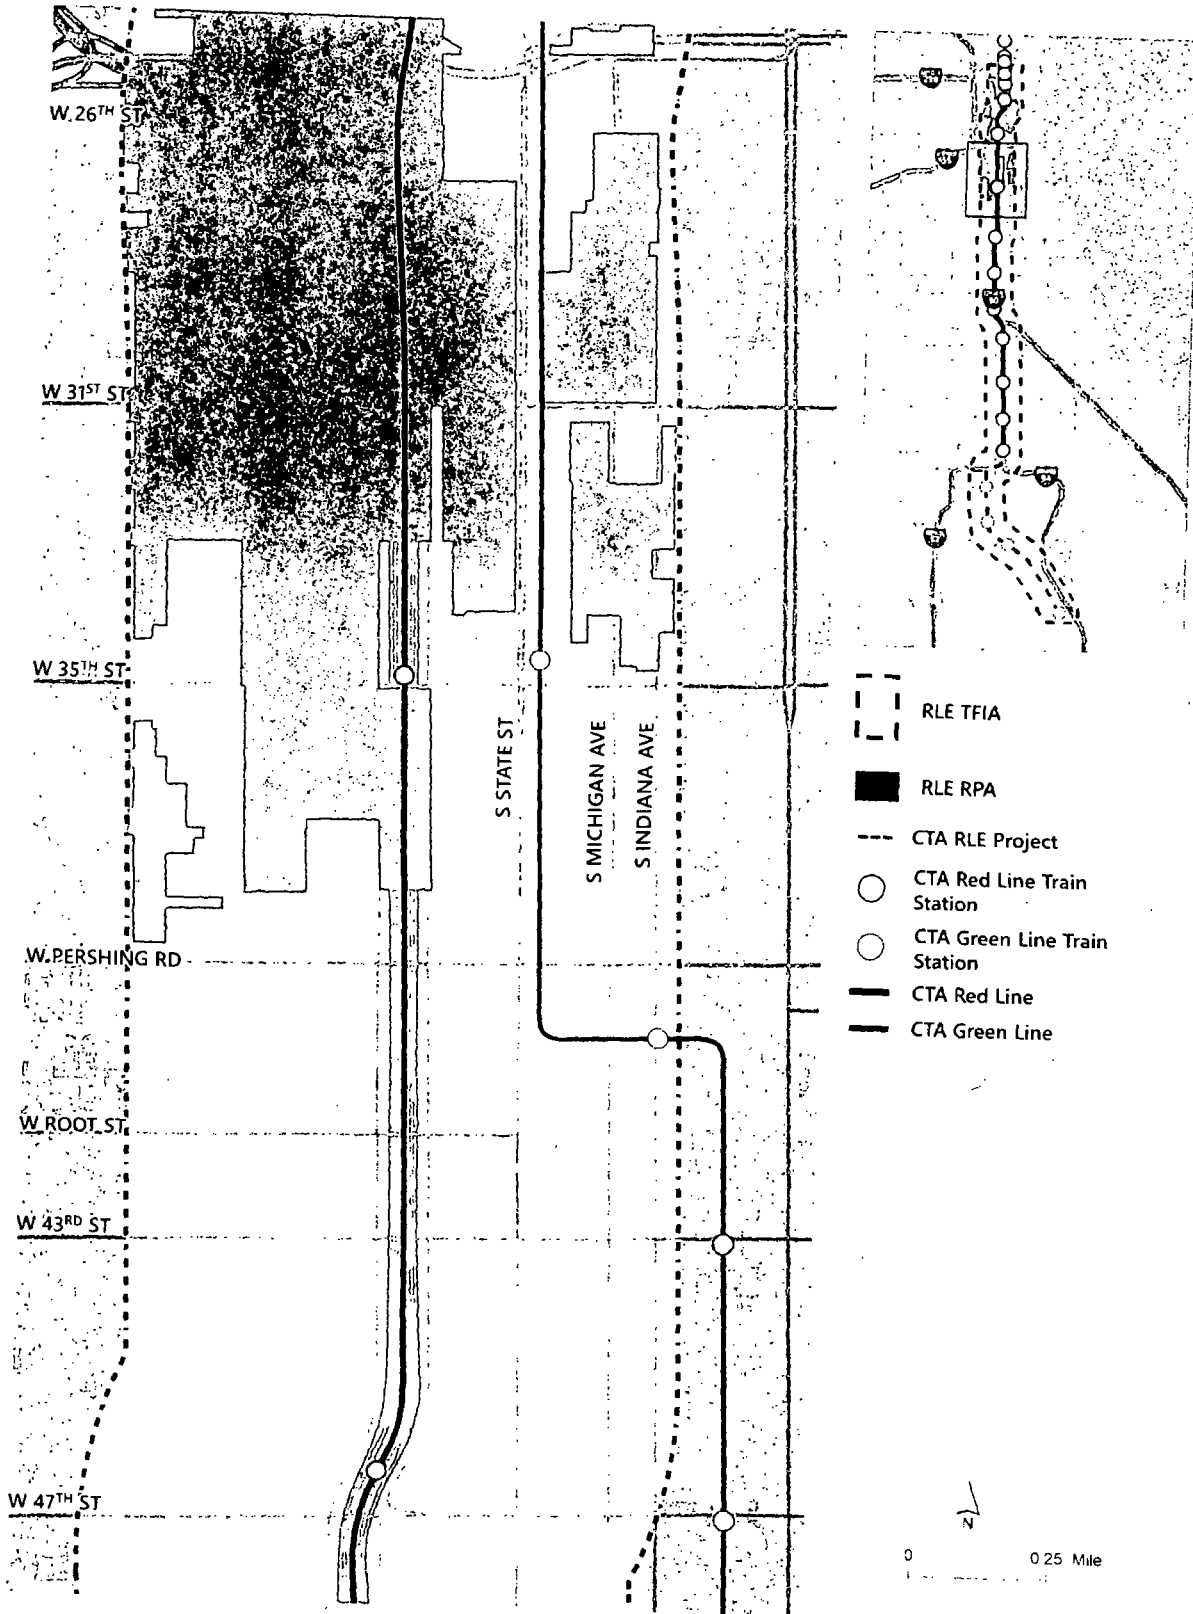 W. 26TH ST
W 31ST ST
W 35TH ST
S STATE ST
S MICHIGAN AVE
S INDIANA AVE
W. PERSHING RD
W ROOT ST
W 43RD ST
W 47TH ST
RLE TFIA
RLE RPA
CTA RLE Project
CTA Red Line Train
Station
CTA Green Line Train
Station
CTA Red Line
CTA Green Line
N
0
0 25 Mile